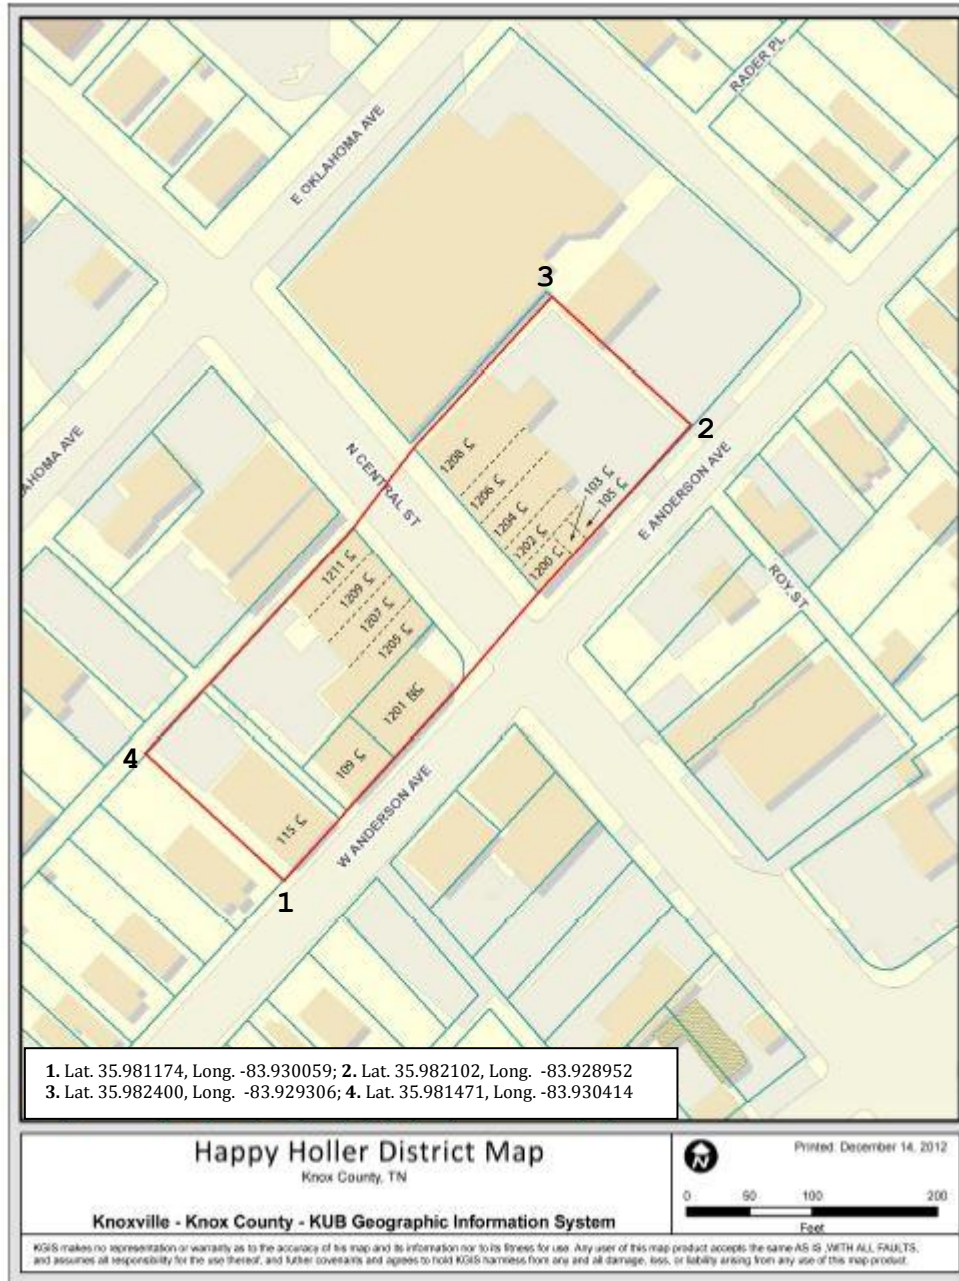 RADER PL
E OKLAHOMA AVE
3
2
N CENTRAL ST
AHOMA AVE
1208 C
1206 C
1204 C
1202 C
1200 C
103 C
105 C
E ANDERSON AVE
ROY ST
1211 C
1209 C
1207 C
1205 C
1201 NC
109 C
4
115 C
W ANDERSON AVE
1
1. Lat. 35.981174, Long. -83.930059; 2. Lat. 35.982102, Long. -83.928952
3. Lat. 35.982400, Long. -83.929306; 4. Lat. 35.981471, Long. -83.930414
Happy Holler District Map
Knox County, TN
Knoxville - Knox County - KUB Geographic Information System
N
Printed: December 14, 2012
0 50 100 200
Feet
KGIS makes no representation or warranty as to the accuracy of this map and its information nor to its fitness for use. Any user of this map product accepts the same AS IS ,WITH ALL FAULTS,
and assumes all responsibility for the use thereof, and futher covenants and agrees to hold KGIS harmless from any and all damage, loss, or liability arising from any use of this map product.